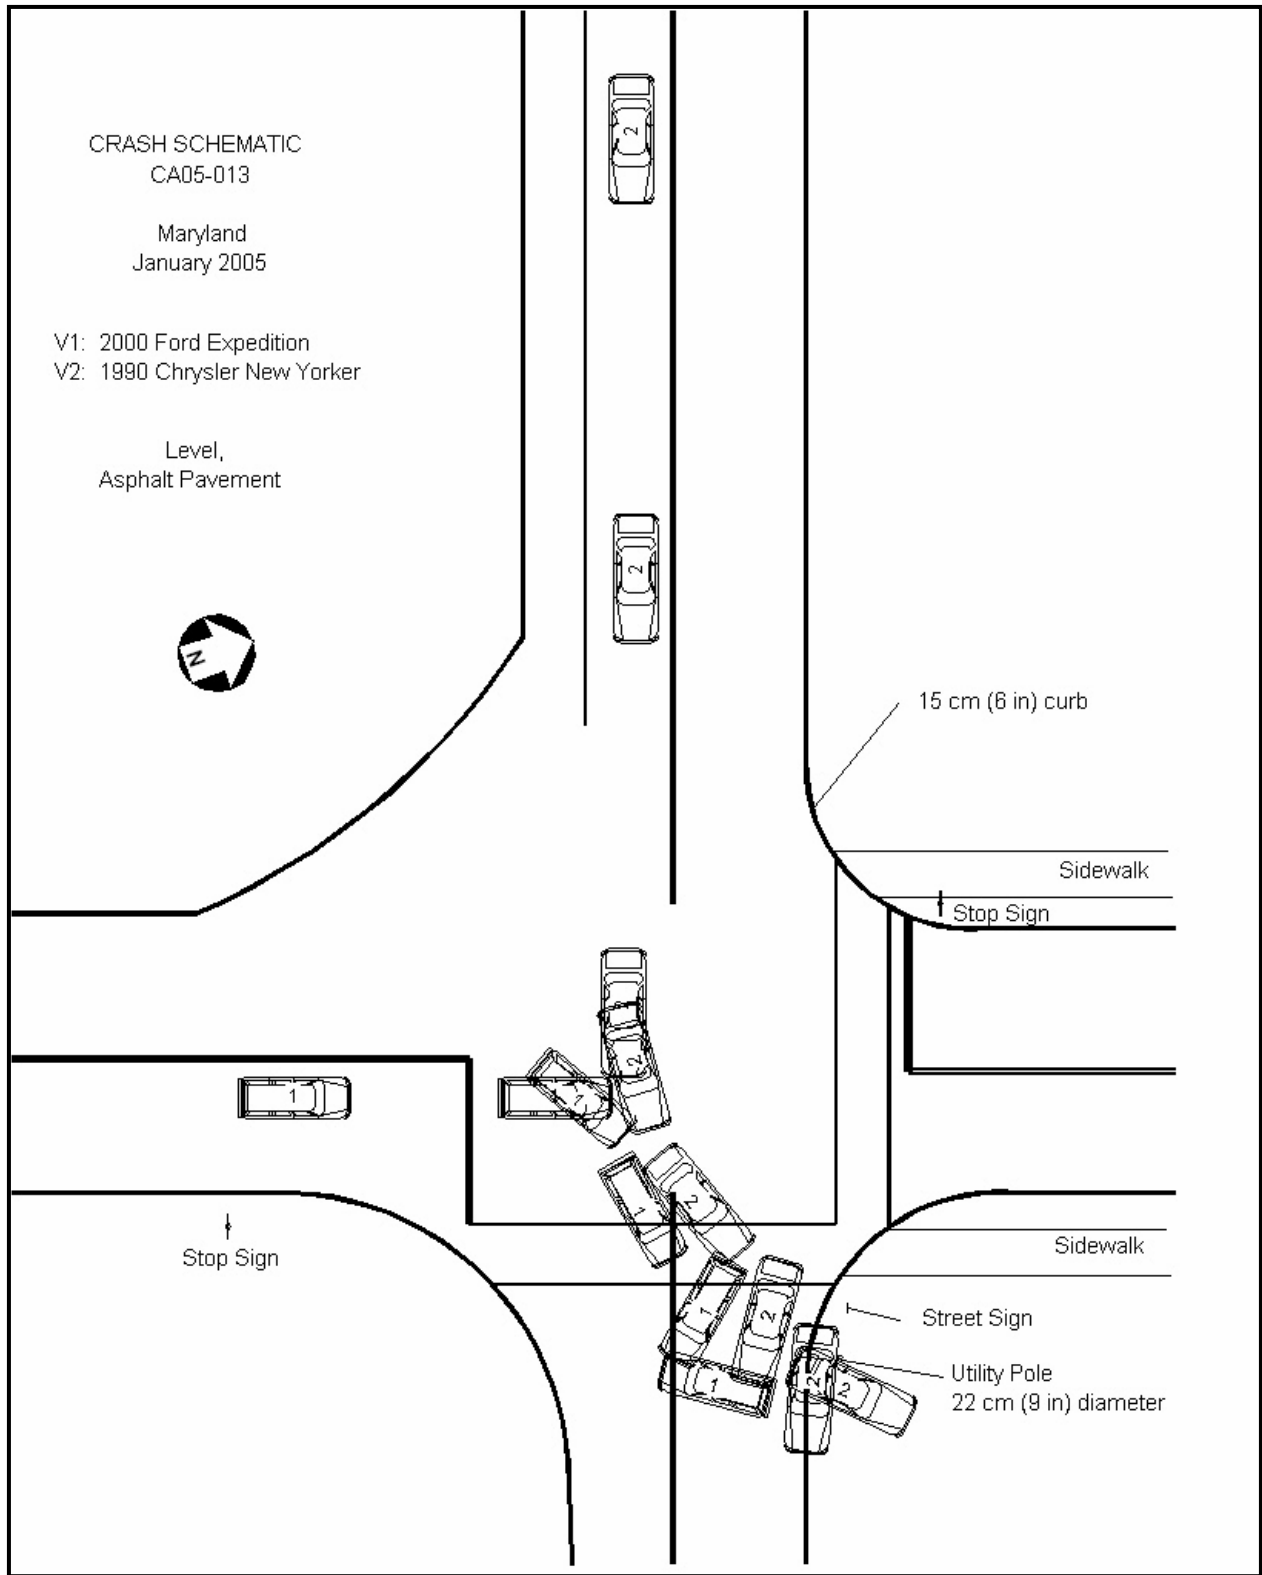 CRASH SCHEMATIC
CA05-013
Maryland
January 2005
V1: 2000 Ford Expedition
V2: 1990 Chrysler New Yorker
Level,
Asphalt Pavement
2
2
N
15 cm (6 in) curb
Sidewalk
Stop Sign
2
2
1
1
1
1
2
Stop Sign
Sidewalk
1
2
Street Sign
Utility Pole
22 cm (9 in) diameter
1
2
2